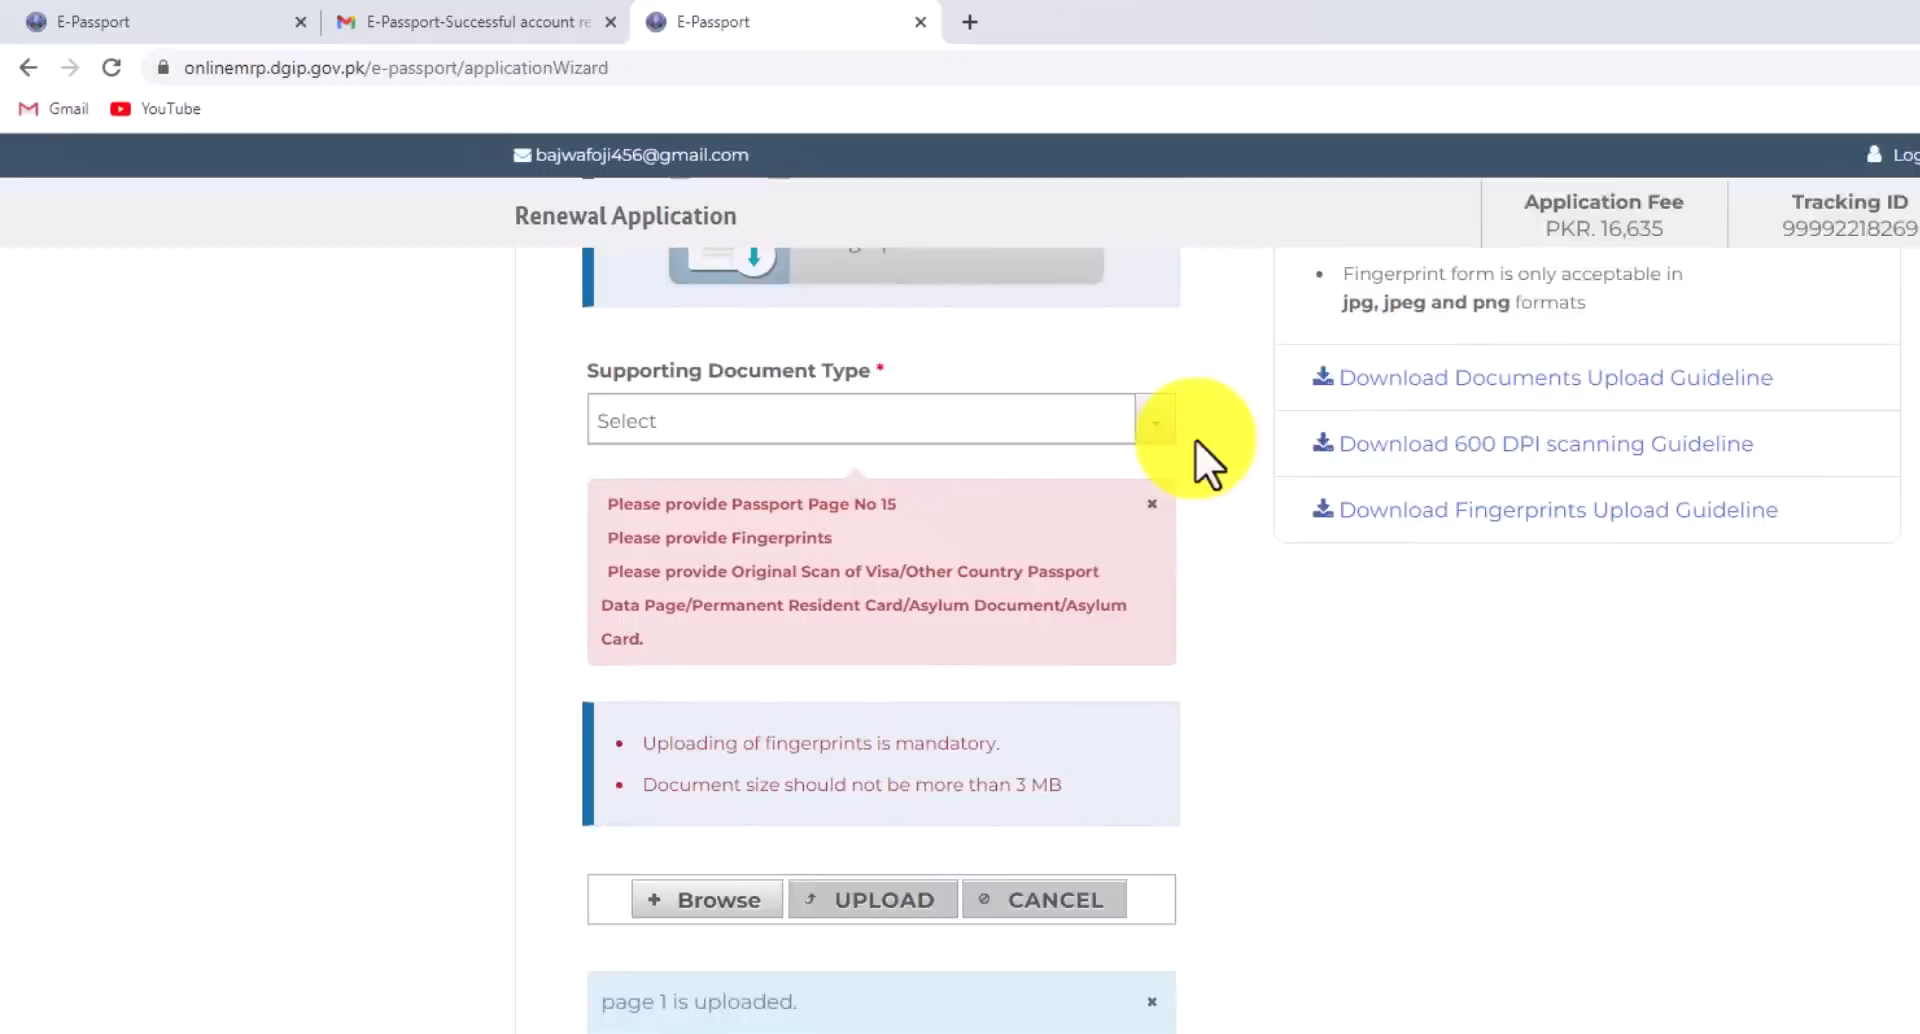 E-Passport
E-Passport-Successful account re
E-Passport
onlinemrp.dgip.gov.pk/e-passport/applicationWizard
Gmail
YouTube
bajwafoji456@gmail.com
Log
Renewal Application
Application Fee
PKR. 16,635
Tracking ID
99992218269
Fingerprint form is only acceptable in
jpg, jpeg and png formats
Supporting Document Type *
Select
Download Documents Upload Guideline
Download 600 DPI scanning Guideline
Download Fingerprints Upload Guideline
Please provide Passport Page No 15
Please provide Fingerprints
Please provide Original Scan of Visa/Other Country Passport
Data Page/Permanent Resident Card/Asylum Document/Asylum
Card.
Uploading of fingerprints is mandatory.
Document size should not be more than 3 MB
Browse
UPLOAD
CANCEL
page 1 is uploaded.